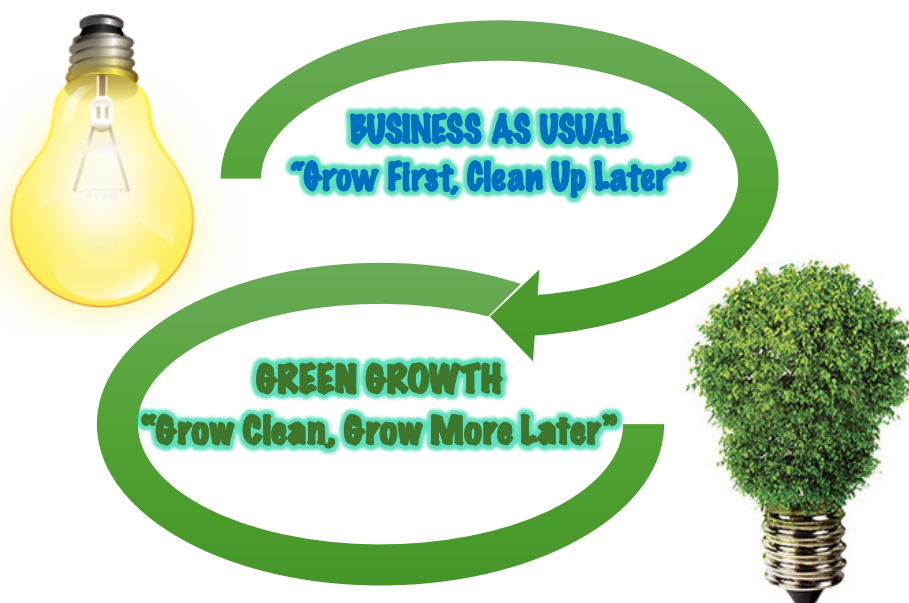 BUSINESS AS USUAL
“Grow First, Clean Up Later”
GREEN GROWTH
“Grow Clean, Grow More Later”